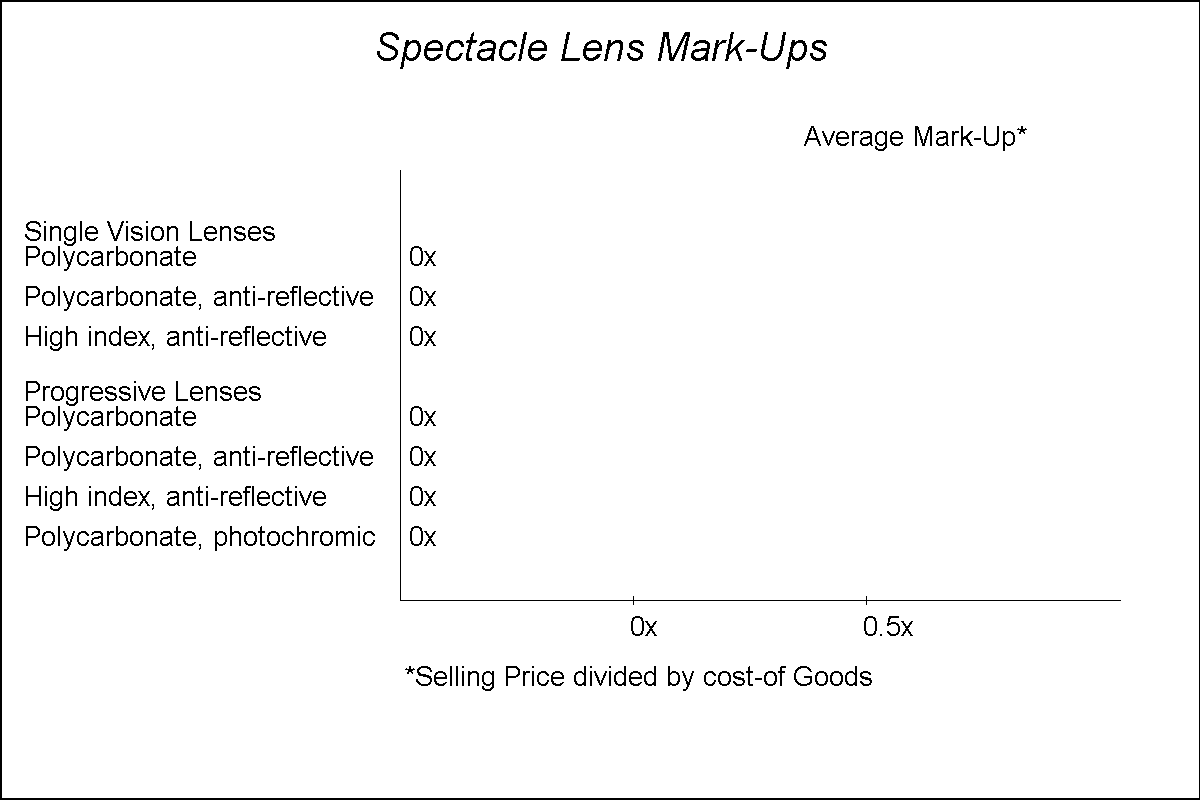 Spectacle Lens Mark-Ups
Average Mark-Up*
Single Vision Lenses
Polycarbonate 0x
Polycarbonate, anti-reflective 0x
High index, anti-reflective 0x
Progressive Lenses
Polycarbonate 0x
Polycarbonate, anti-reflective 0x
High index, anti-reflective 0x
Polycarbonate, photochromic 0x
0x 0.5x
*Selling Price divided by cost-of Goods